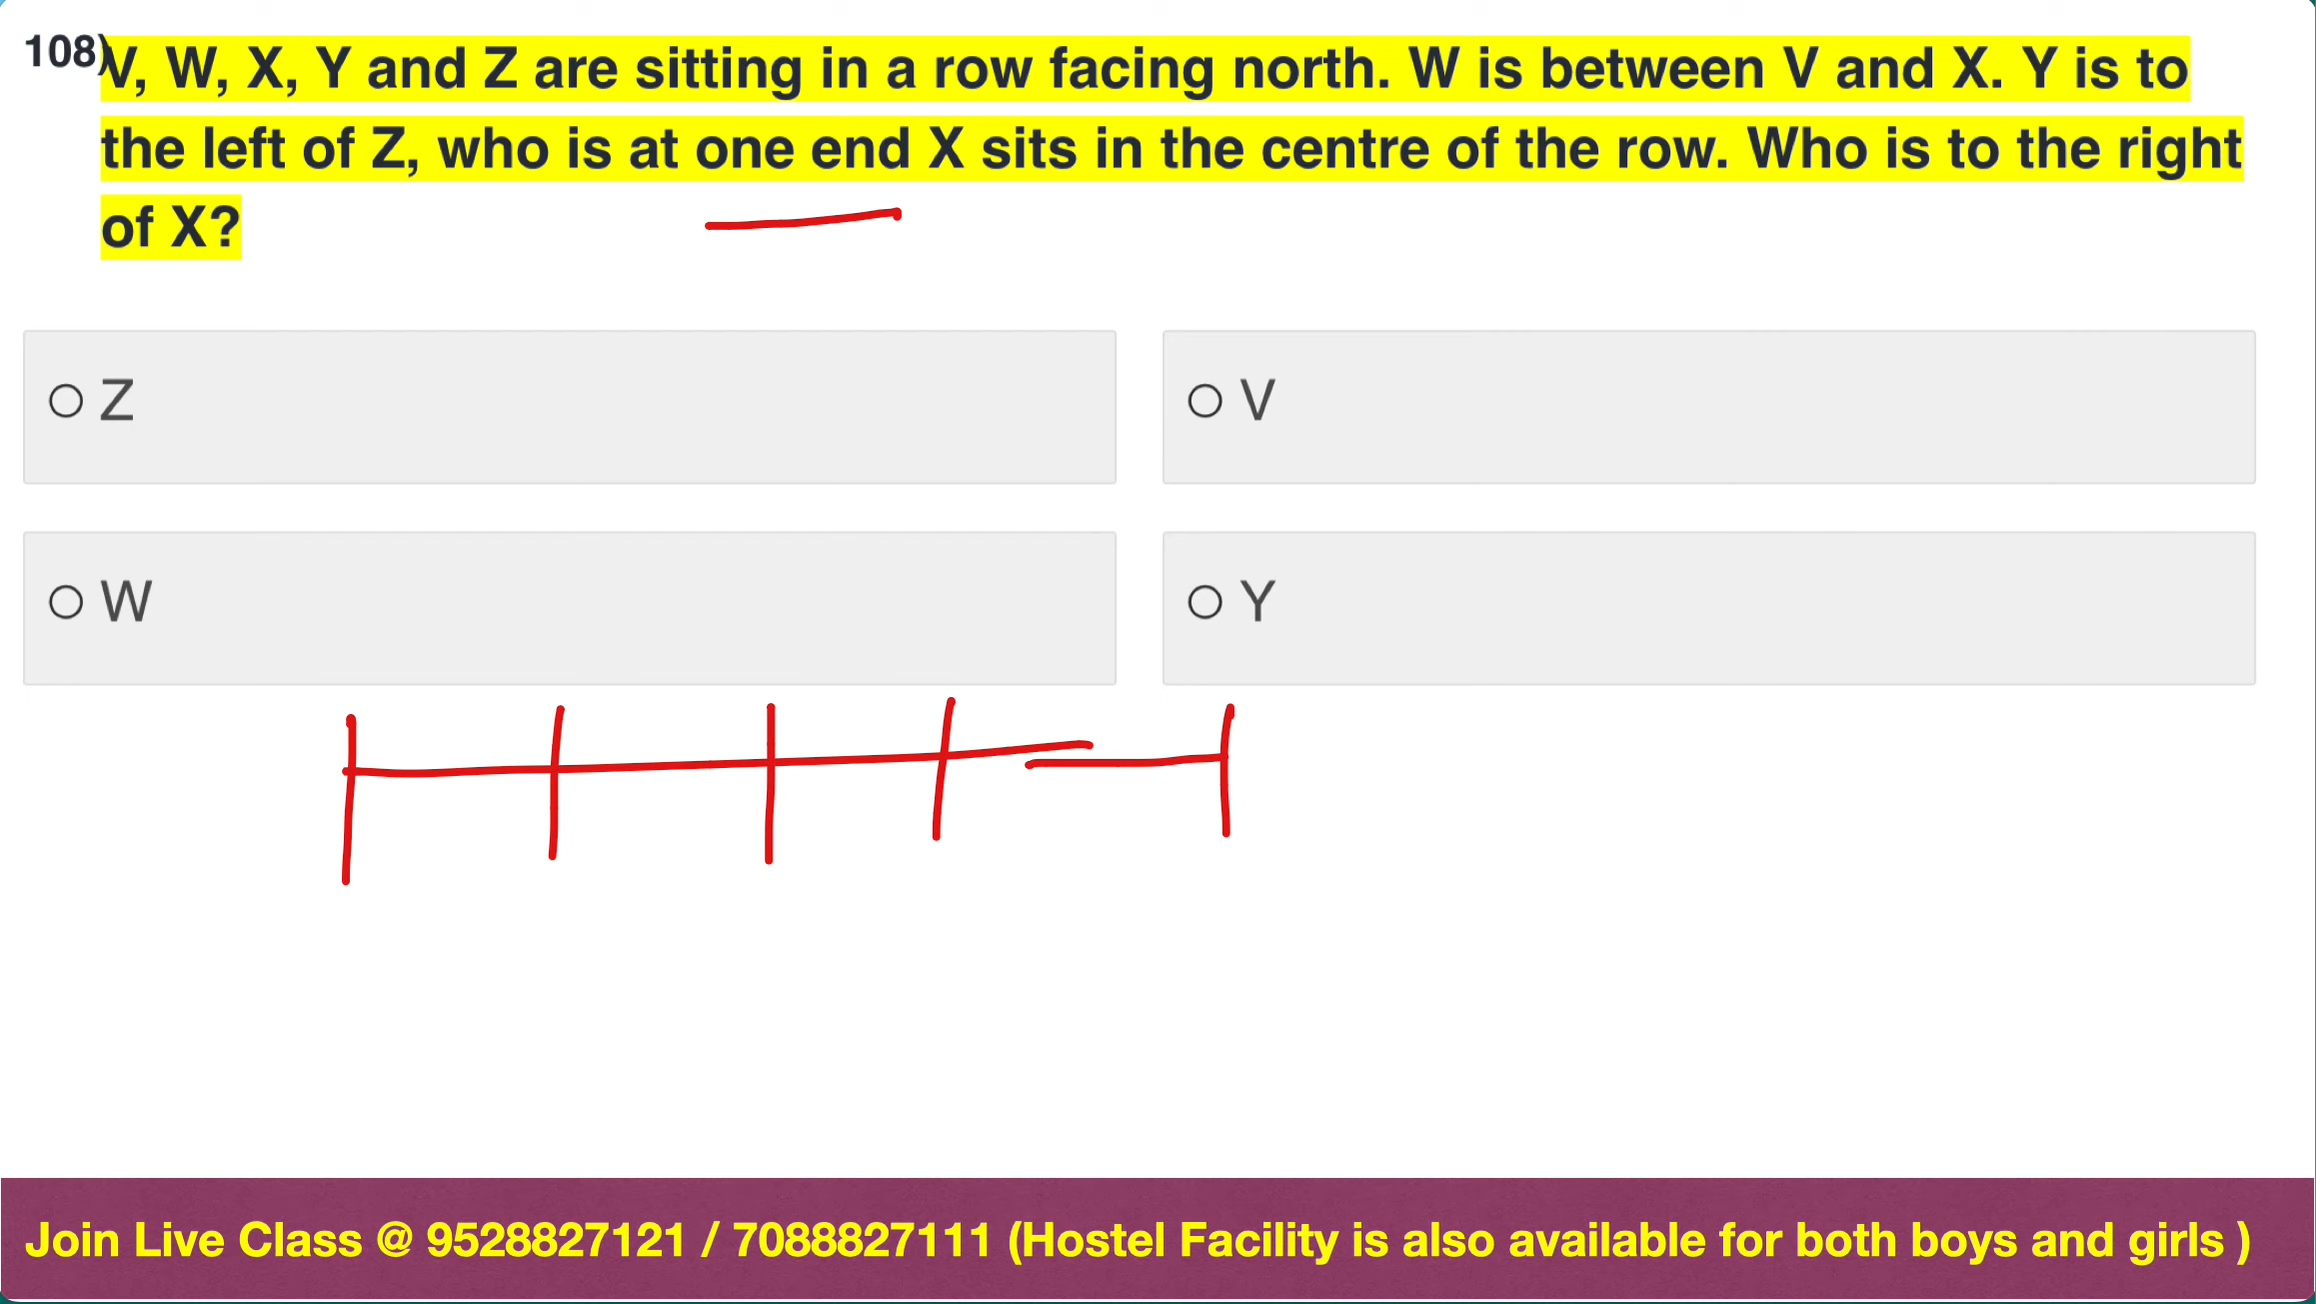 108)
V, W, X, Y and Z are sitting in a row facing north. W is between V and X. Y is to
the left of Z, who is at one end X sits in the centre of the row. Who is to the right
of X?
Z
V
W
Y
Join Live Class @ 9528827121 / 7088827111 (Hostel Facility is also available for both boys and girls )